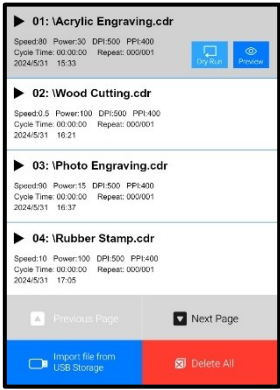 01: \Acrylic Engraving.cdr
Speed:80 Power:30 DPI:500 PPI:400
Cycle Time: 00:00:00 Repeat: 000/001
2024/5/31 15:33
Dry Run
Preview
02: \Wood Cutting.cdr
Speed:0.5 Power:100 DPI:500 PPI:400
Cycle Time: 00:00:00 Repeat: 000/001
2024/5/31 16:21
03: \Photo Engraving.cdr
Speed:90 Power:15 DPI:500 PPI:400
Cycle Time: 00:00:00 Repeat: 000/001
2024/5/31 16:37
04: \Rubber Stamp.cdr
Speed:10 Power:100 DPI:500 PPI:400
Cycle Time: 00:00:00 Repeat: 000/001
2024/5/31 17:05
Previous Page
Next Page
Import file from
USB Storage
Delete All